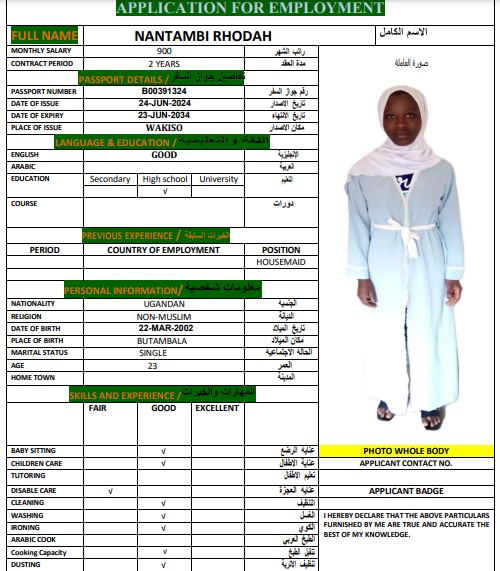 APPLICATION FOR EMPLOYMENT
FULL NAME NANTAMBI RHODAH الاسم الكامل
MONTHLY SALARY 900 راتب الشهر
CONTRACT PERIOD 2 YEARS مدة العقد
صورة العاملة
PASSPORT DETAILS / تفاصيل جواز السفر
PASSPORT NUMBER B00391324 رقم جواز السفر
DATE OF ISSUE 24-JUN-2024 تاريخ الاصدار
DATE OF EXPIRY 23-JUN-2034 تاريخ الانتهاء
PLACE OF ISSUE WAKISO مكان الاصدار
LANGUAGE & EDUCATION / اللغة و التعليمية
ENGLISH GOOD الإنجليزية
ARABIC العربية
EDUCATION Secondary High school University التعليم
√
COURSE دورات
PREVIOUS EXPERIENCE / الخبرات السابقة
PERIOD COUNTRY OF EMPLOYMENT POSITION
HOUSEMAID
PERSONAL INFORMATION/ معلومات شخصية
NATIONALITY UGANDAN الجنسية
RELIGION NON-MUSLIM الديانة
DATE OF BIRTH 22-MAR-2002 تاريخ الميلاد
PLACE OF BIRTH BUTAMBALA مكان الميلاد
MARITAL STATUS SINGLE الحالة الاجتماعية
AGE 23 العمر
HOME TOWN المدينة
SKILLS AND EXPERIENCE / المهارات والخبرات
FAIR GOOD EXCELLENT
BABY SITTING √ عناية الرضع
PHOTO WHOLE BODY
CHILDREN CARE √ عناية الاطفال
APPLICANT CONTACT NO.
TUTORING تعليم الاطفال
DISABLE CARE √ عناية العجزة
APPLICANT BADGE
CLEANING √ التنظيف
WASHING √ الغسل
IRONING √ الكوي
ARABIC COOK الطبخ العربي
Cooking Capacity √ الطبخ
DUSTING √ تنظيف الأتربة
I HEREBY DECLARE THAT THE ABOVE PARTICULARS
FURNISHED BY ME ARE TRUE AND ACCURATE THE
BEST OF MY KNOWLEDGE.